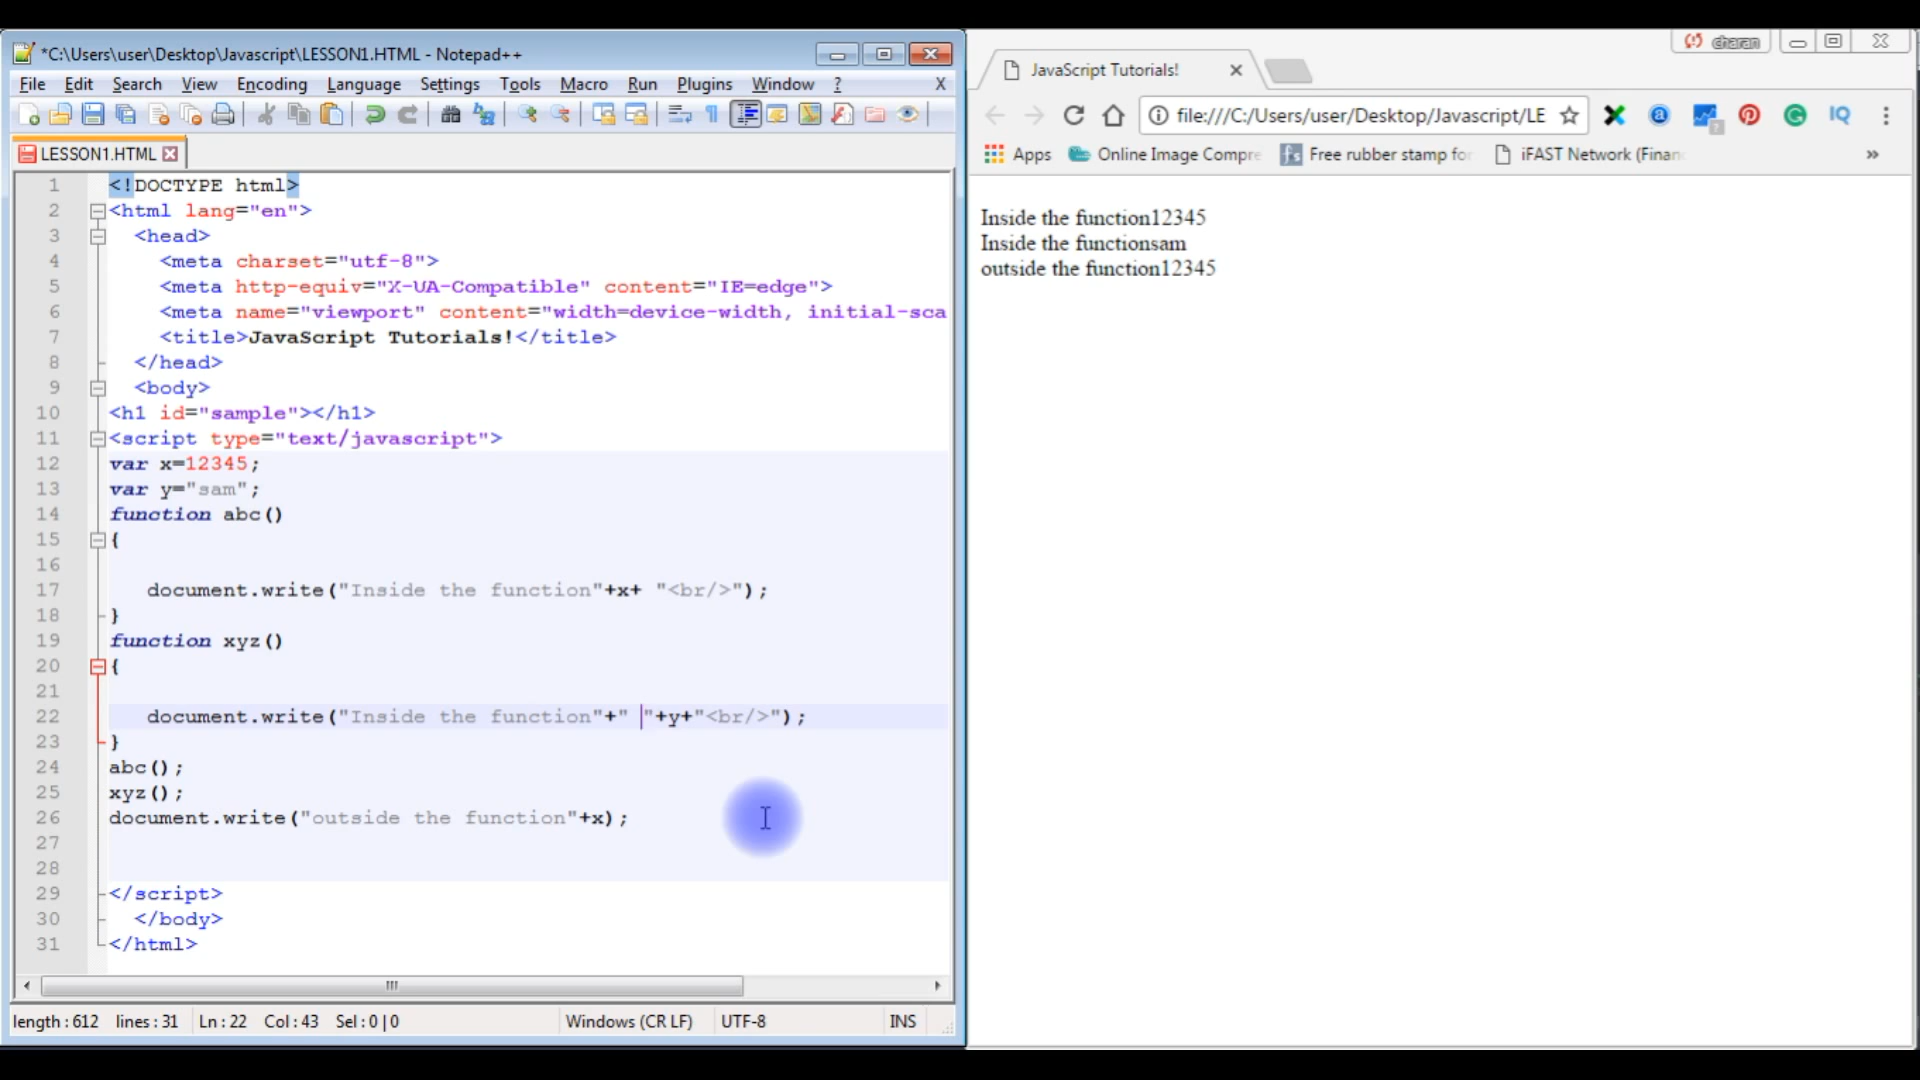 *C:\Users\user\Desktop\Javascript\LESSON1.HTML - Notepad++
File Edit Search View Encoding Language Settings Tools Macro Run Plugins Window ? X
LESSON1.HTML
1 <!DOCTYPE html>
2 <html lang="en">
3 <head>
4 <meta charset="utf-8">
5 <meta http-equiv="X-UA-Compatible" content="IE=edge">
6 <meta name="viewport" content="width=device-width, initial-sca
7 <title>JavaScript Tutorials!</title>
8 </head>
9 <body>
10 <h1 id="sample"></h1>
11 <script type="text/javascript">
12 var x=12345;
13 var y="sam";
14 function abc()
15 {
16
17 document.write("Inside the function"+x+ "<br/>");
18 }
19 function xyz()
20 {
21
22 document.write("Inside the function"+" "+y+"<br/>");
23 }
24 abc();
25 xyz();
26 document.write("outside the function"+x);
27
28
29 </script>
30 </body>
31 </html>
length : 612 lines : 31 Ln : 22 Col : 43 Sel : 0 | 0 Windows (CR LF) UTF-8 INS
charan
JavaScript Tutorials!
file:///C:/Users/user/Desktop/Javascript/LE
IQ
Apps Online Image Compre fs Free rubber stamp for iFAST Network (Finan »
Inside the function12345
Inside the functionsam
outside the function12345